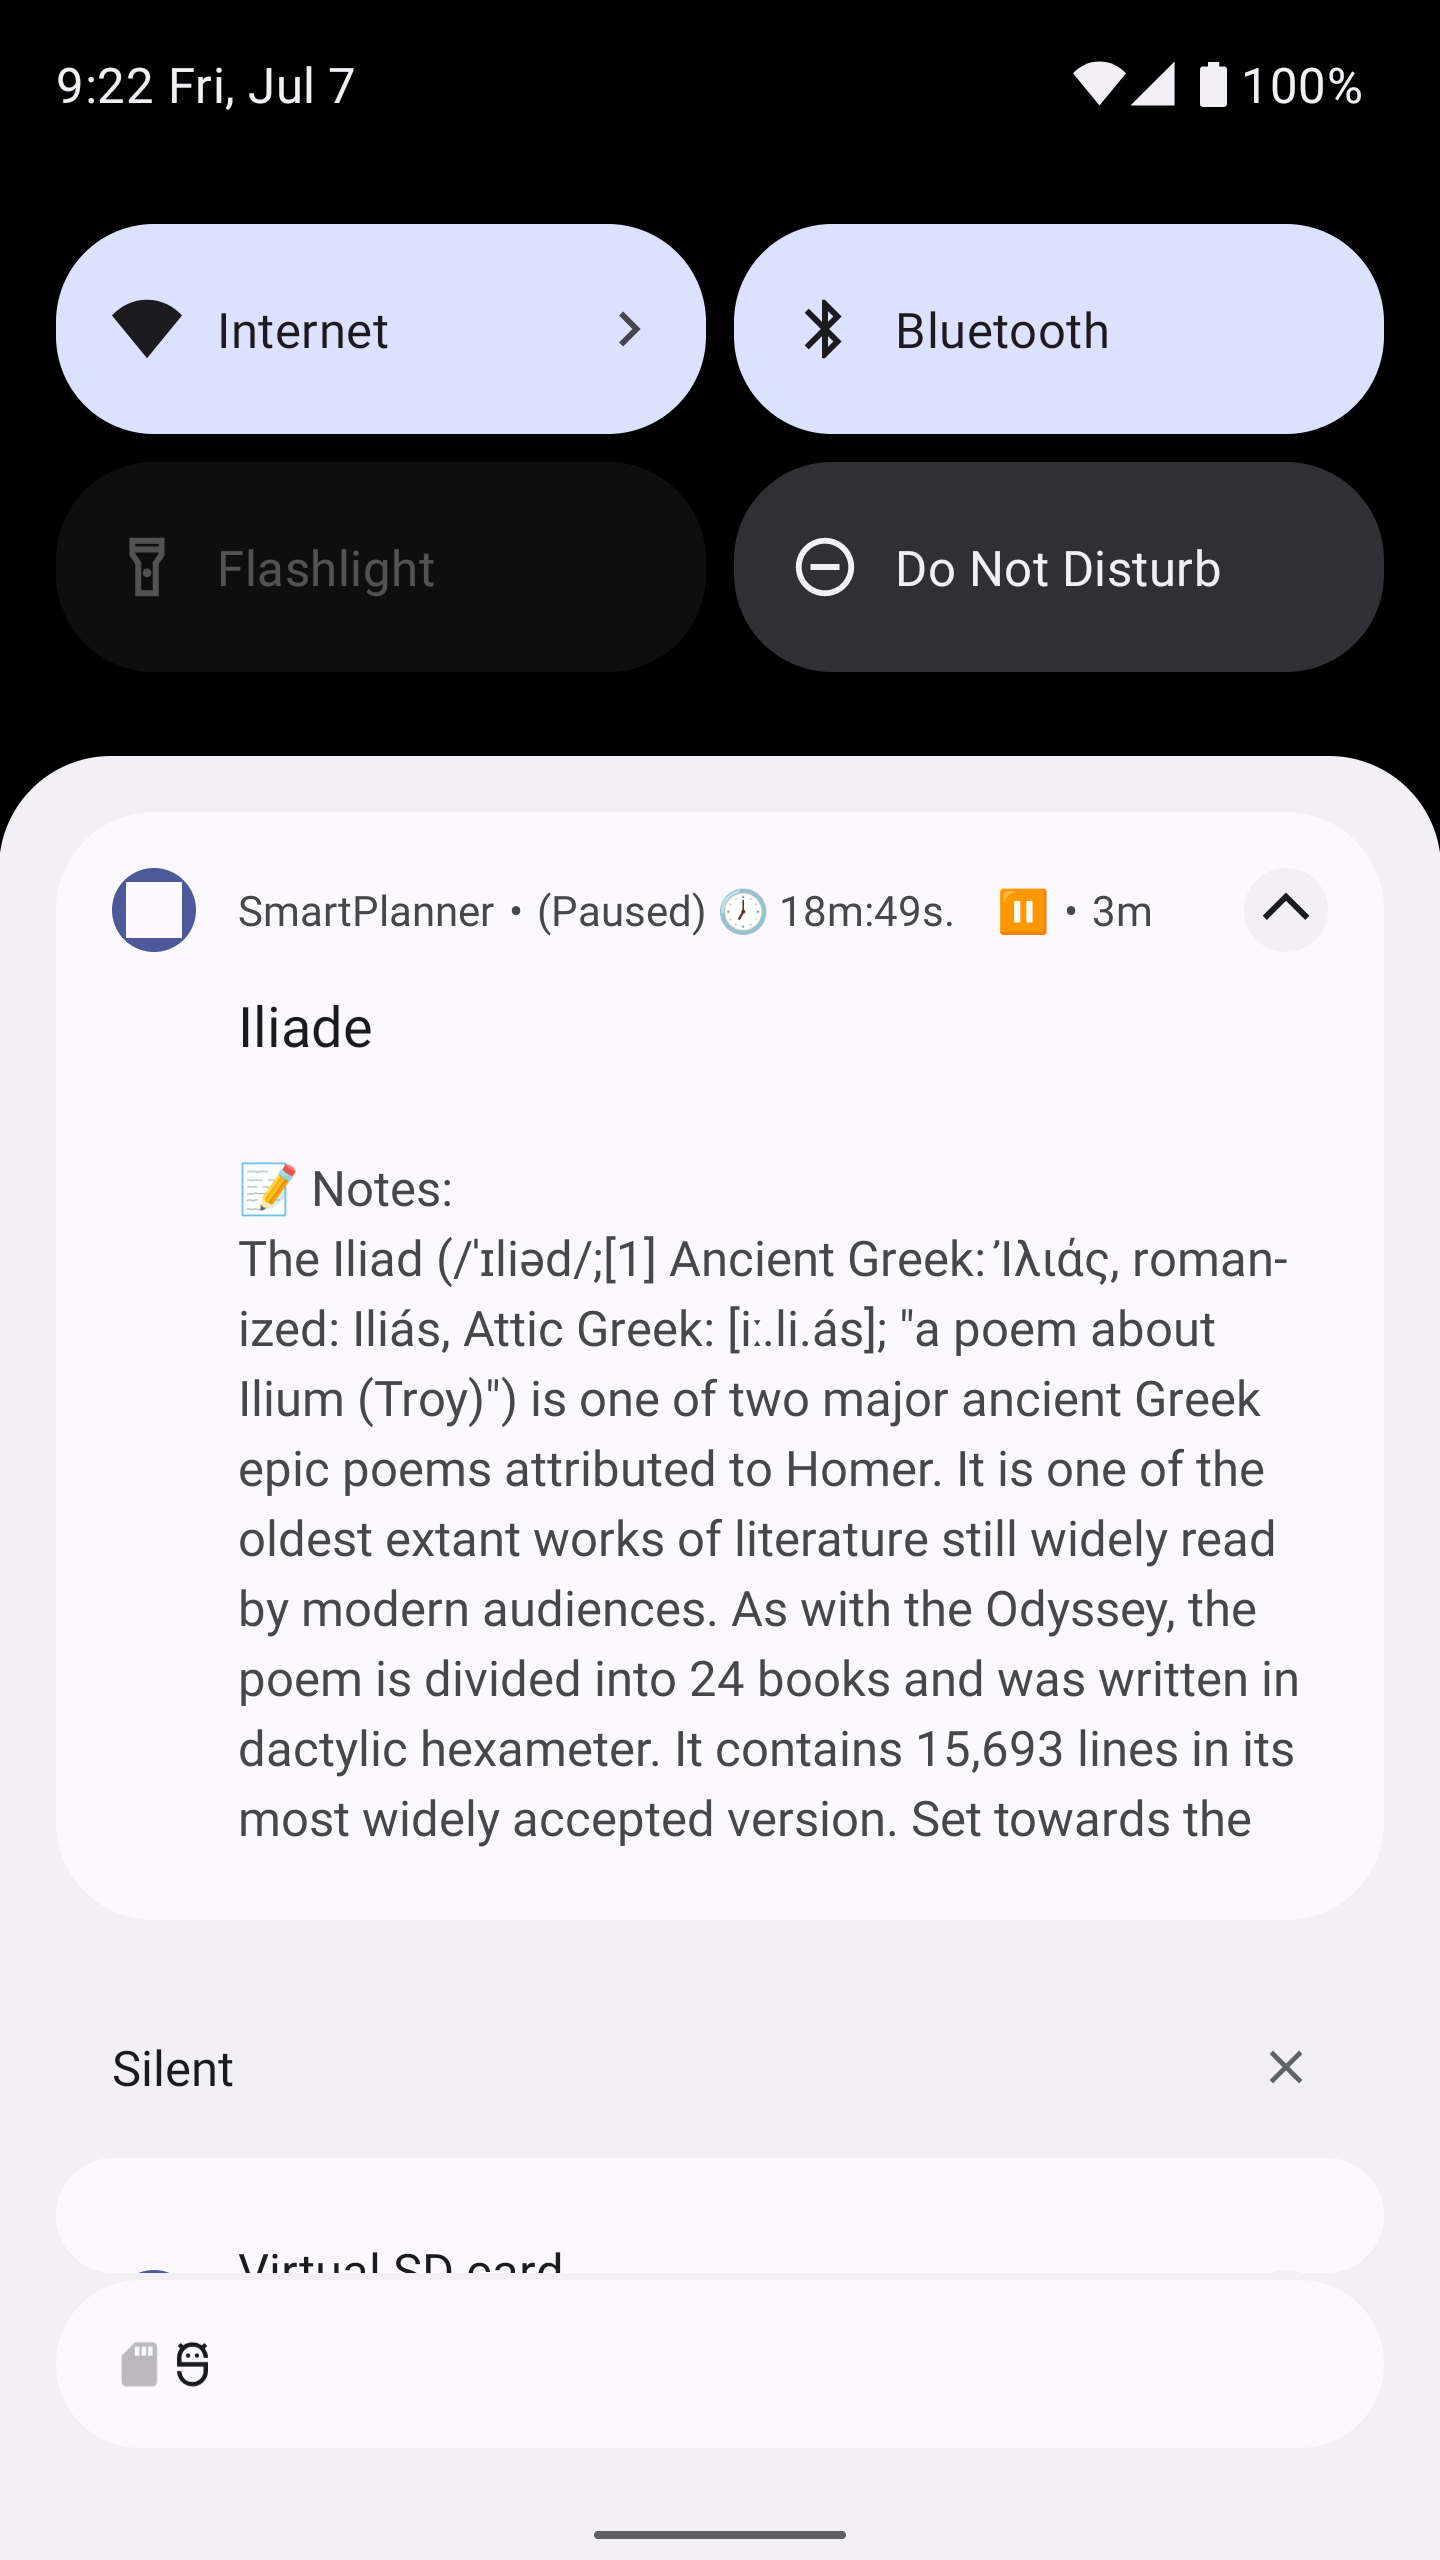 9:22 Fri, Jul 7
100%
Internet
Bluetooth
Flashlight
Do Not Disturb
SmartPlanner • (Paused) 🕗 18m:49s. ⏸️ • 3m
Iliade
📝 Notes:
The Iliad (/ˈɪliəd/;[1] Ancient Greek: Ἰλιάς, roman-
ized: Iliás, Attic Greek: [iː.li.ás]; "a poem about
Ilium (Troy)") is one of two major ancient Greek
epic poems attributed to Homer. It is one of the
oldest extant works of literature still widely read
by modern audiences. As with the Odyssey, the
poem is divided into 24 books and was written in
dactylic hexameter. It contains 15,693 lines in its
most widely accepted version. Set towards the
Silent
Virtual SD card